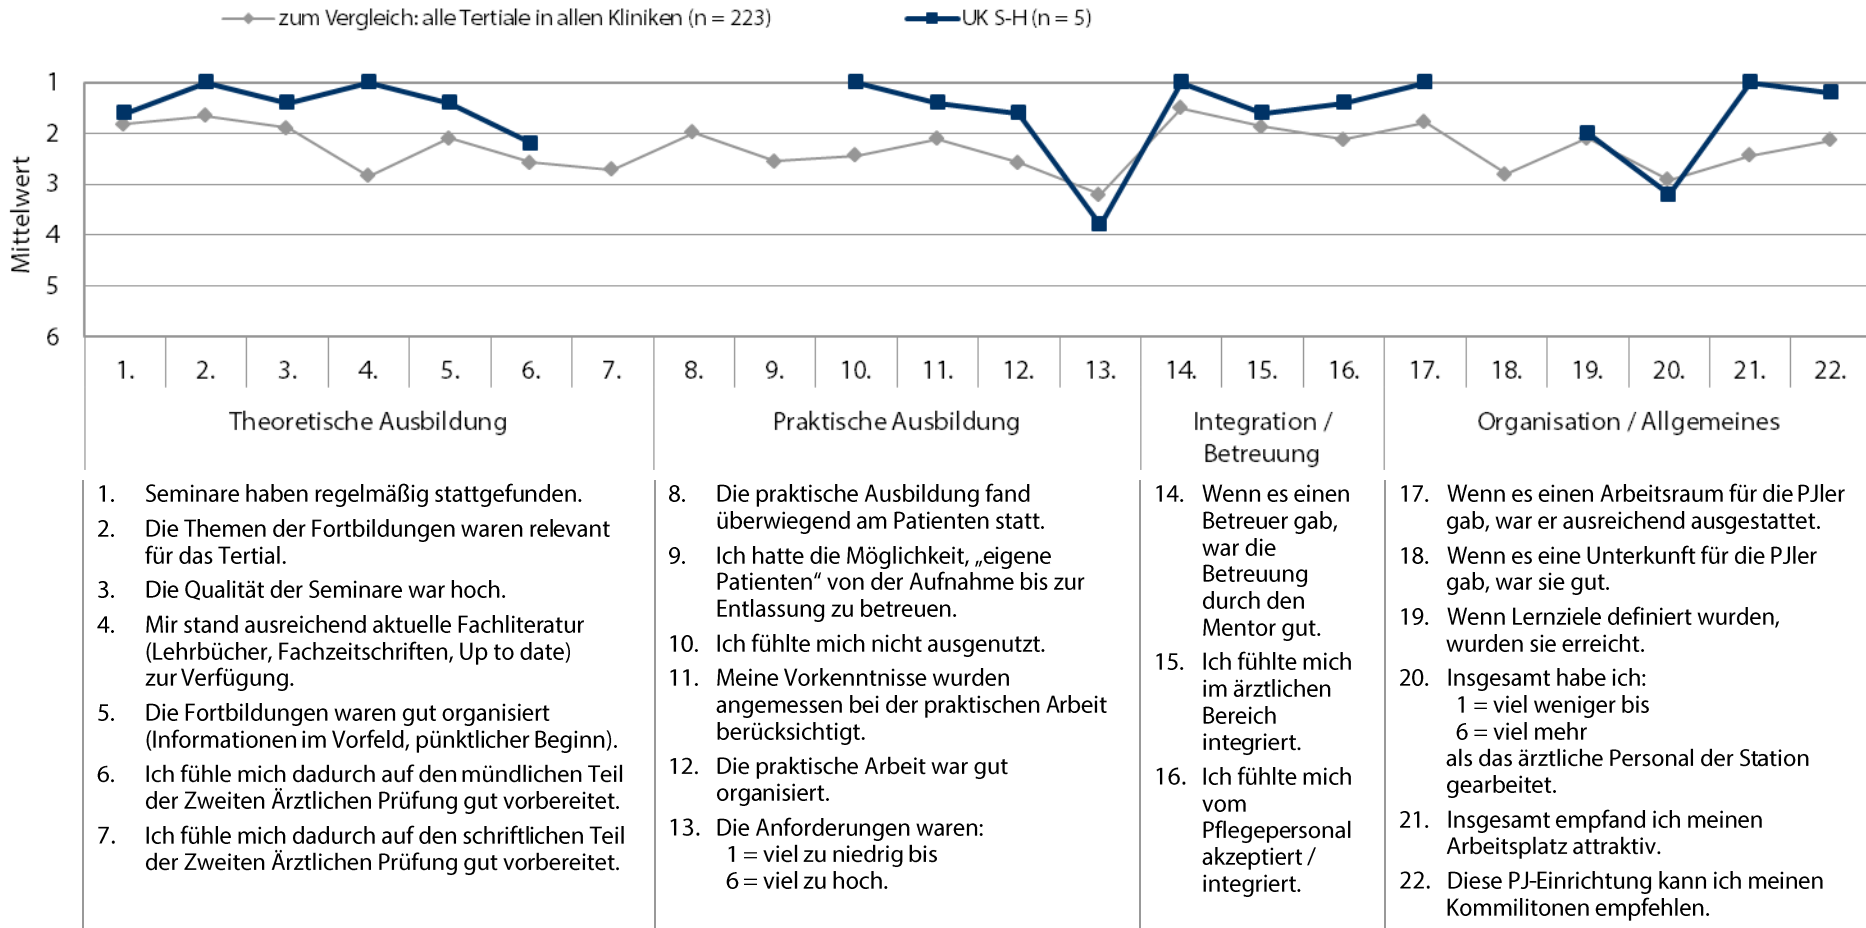 zum Vergleich: alle Tertiale in allen Kliniken (n = 223)
UK S-H (n = 5)
Mittelwert
1
2
3
4
5
6
1. 2. 3. 4. 5. 6. 7. 8. 9. 10. 11. 12. 13. 14. 15. 16. 17. 18. 19. 20. 21. 22.
Theoretische Ausbildung
Praktische Ausbildung
Integration /
Betreuung
Organisation / Allgemeines
1. Seminare haben regelmäßig stattgefunden.
2. Die Themen der Fortbildungen waren relevant
für das Tertial.
3. Die Qualität der Seminare war hoch.
4. Mir stand ausreichend aktuelle Fachliteratur
(Lehrbücher, Fachzeitschriften, Up to date)
zur Verfügung.
5. Die Fortbildungen waren gut organisiert
(Informationen im Vorfeld, pünktlicher Beginn).
6. Ich fühle mich dadurch auf den mündlichen Teil
der Zweiten Ärztlichen Prüfung gut vorbereitet.
7. Ich fühle mich dadurch auf den schriftlichen Teil
der Zweiten Ärztlichen Prüfung gut vorbereitet.
8. Die praktische Ausbildung fand
überwiegend am Patienten statt.
9. Ich hatte die Möglichkeit, „eigene
Patienten“ von der Aufnahme bis zur
Entlassung zu betreuen.
10. Ich fühlte mich nicht ausgenutzt.
11. Meine Vorkenntnisse wurden
angemessen bei der praktischen Arbeit
berücksichtigt.
12. Die praktische Arbeit war gut
organisiert.
13. Die Anforderungen waren:
1 = viel zu niedrig bis
6 = viel zu hoch.
14. Wenn es einen
Betreuer gab,
war die
Betreuung
durch den
Mentor gut.
15. Ich fühlte mich
im ärztlichen
Bereich
integriert.
16. Ich fühlte mich
vom
Pflegepersonal
akzeptiert /
integriert.
17. Wenn es einen Arbeitsraum für die PJler
gab, war er ausreichend ausgestattet.
18. Wenn es eine Unterkunft für die PJler
gab, war sie gut.
19. Wenn Lernziele definiert wurden,
wurden sie erreicht.
20. Insgesamt habe ich:
1 = viel weniger bis
6 = viel mehr
als das ärztliche Personal der Station
gearbeitet.
21. Insgesamt empfand ich meinen
Arbeitsplatz attraktiv.
22. Diese PJ-Einrichtung kann ich meinen
Kommilitonen empfehlen.